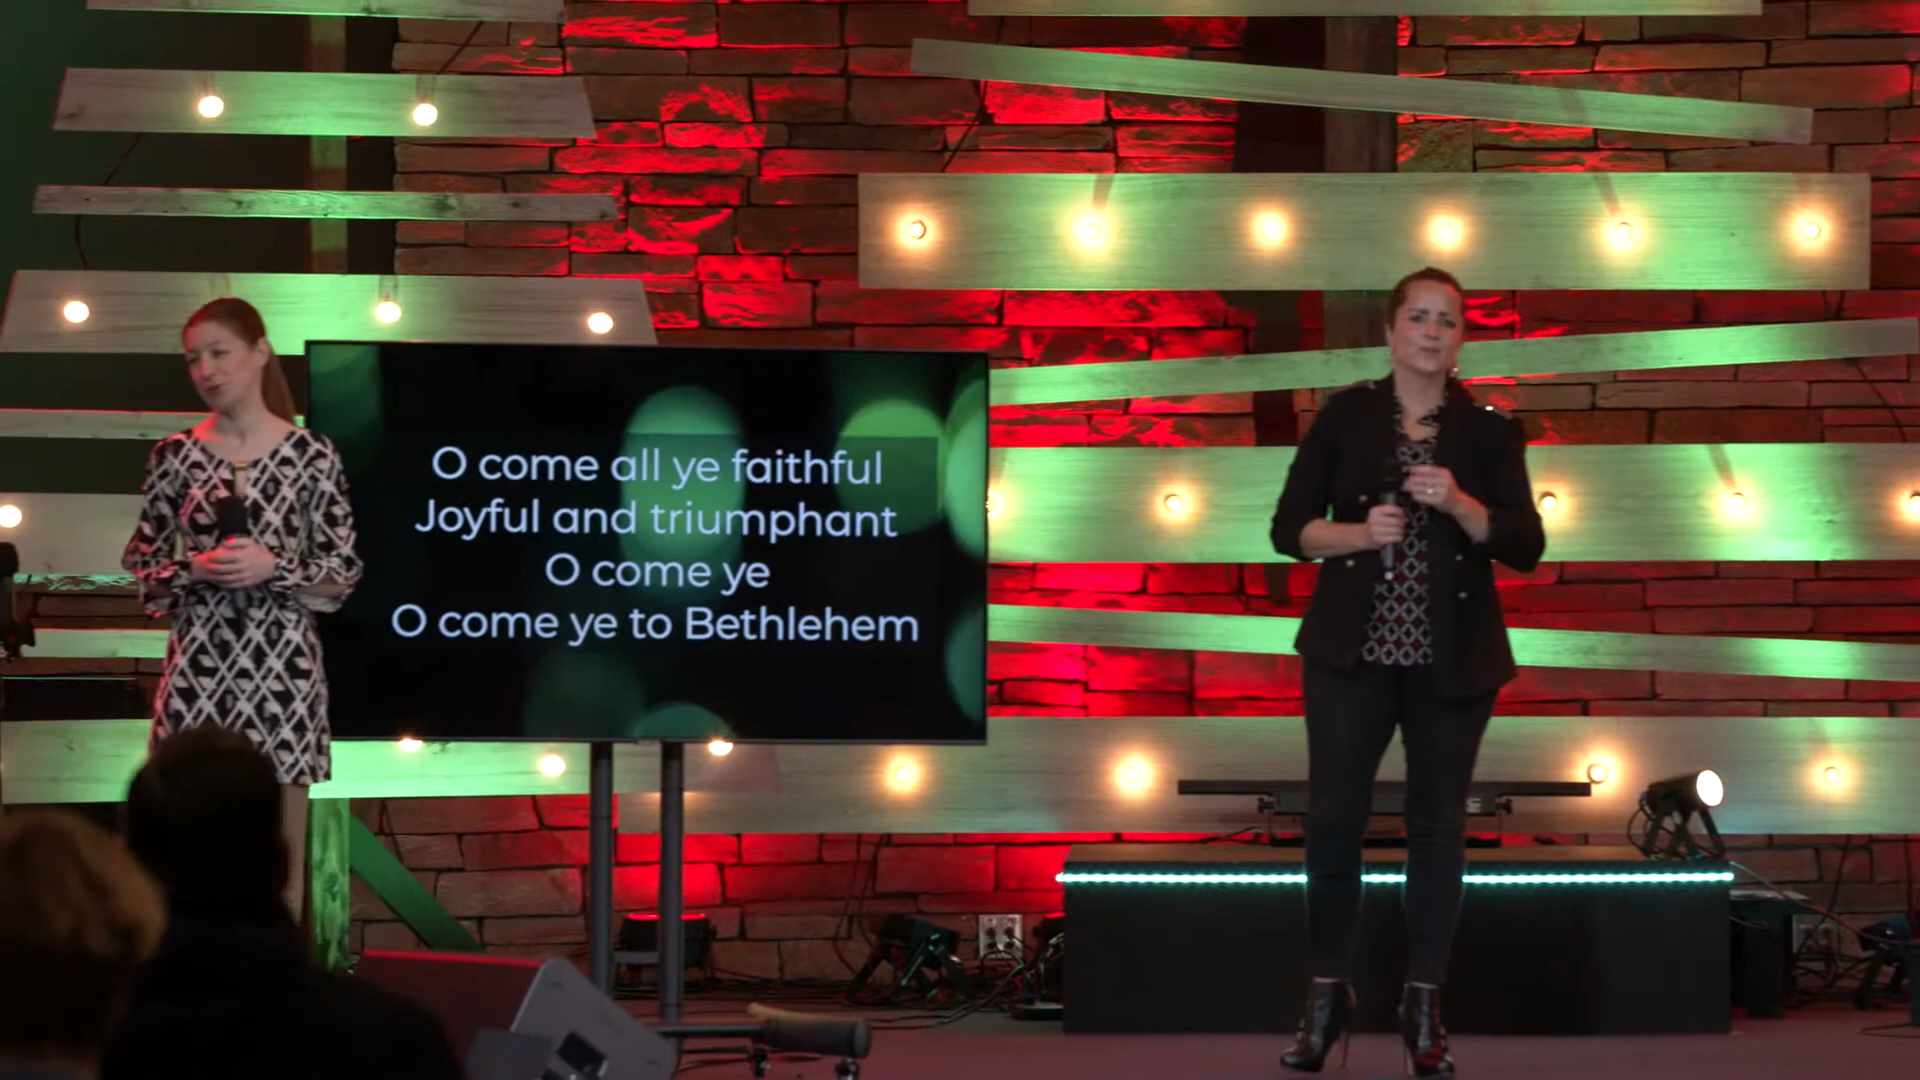 O come all ye faithful
Joyful and triumphant
O come ye
O come ye to Bethlehem